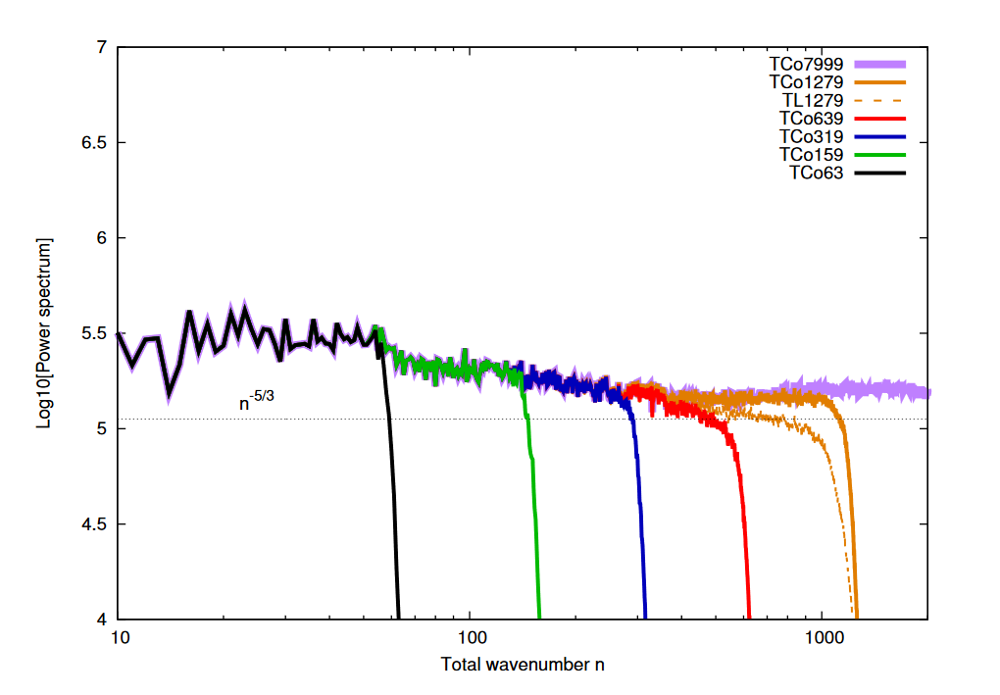 7
6.5
6
5.5
5
4.5
4
Log10[Power spectrum]
TCo7999
TCo1279
TL1279
TCo639
TCo319
TCo159
TCo63
n-5/3
10 100 1000
Total wavenumber n